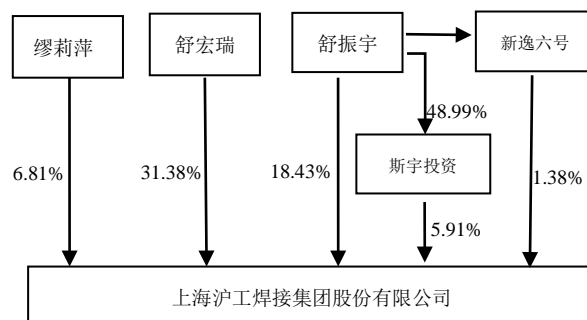 缪莉萍
舒宏瑞
舒振宇
新逸六号
48.99%
6.81%
31.38%
18.43%
斯宇投资
1.38%
5.91%
上海沪工焊接集团股份有限公司